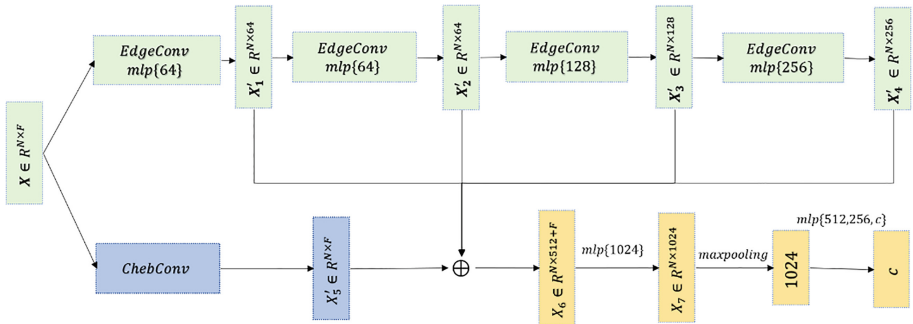 X ∈ R^{N×F}
EdgeConv
mlp{64}
X′₁ ∈ R^{N×64}
EdgeConv
mlp{64}
X′₂ ∈ R^{N×64}
EdgeConv
mlp{128}
X′₃ ∈ R^{N×128}
EdgeConv
mlp{256}
X′₄ ∈ R^{N×256}
ChebConv
X′₅ ∈ R^{N×F}
⊕
X₆ ∈ R^{N×512+F}
mlp{1024}
X₇ ∈ R^{N×1024}
maxpooling
1024
mlp{512,256, c}
c